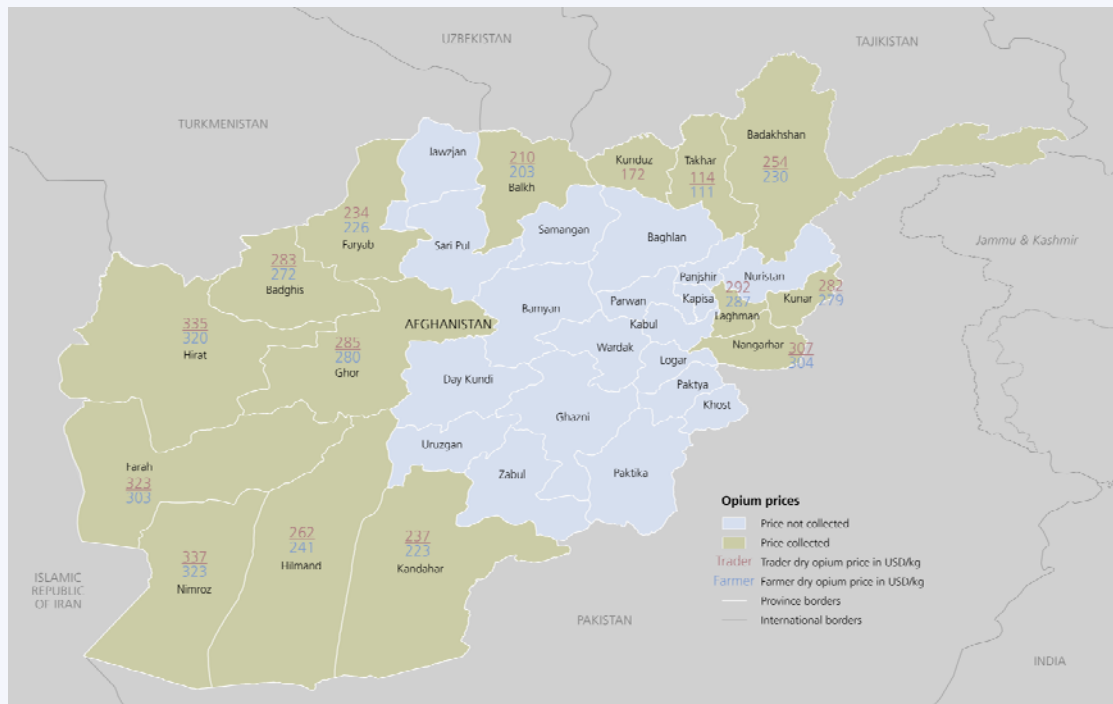 UZBEKISTAN
TAJIKISTAN
TURKMENISTAN
Jawzjan
210
203
Balkh
Kunduz
172
Takhar
114
111
Badakhshan
254
230
234
226
Faryab
Sari Pul
Samangan
Baghlan
Jammu & Kashmir
283
272
Badghis
Panjshir
Nuristan
292
287
Laghman
Kapisa
Kunar
282
279
Parwan
Bamyan
335
320
Hirat
AFGHANISTAN
Kabul
Wardak
Nangarhar
307
304
285
280
Ghor
Logar
Day Kundi
Paktya
Khost
Ghazni
Uruzgan
Zabul
Paktika
Farah
323
303
262
241
Hilmand
237
223
Kandahar
337
323
Nimroz
ISLAMIC
REPUBLIC
OF IRAN
PAKISTAN
INDIA
Opium prices
Price not collected
Price collected
Trader Trader dry opium price in USD/kg
Farmer Farmer dry opium price in USD/kg
Province borders
International borders